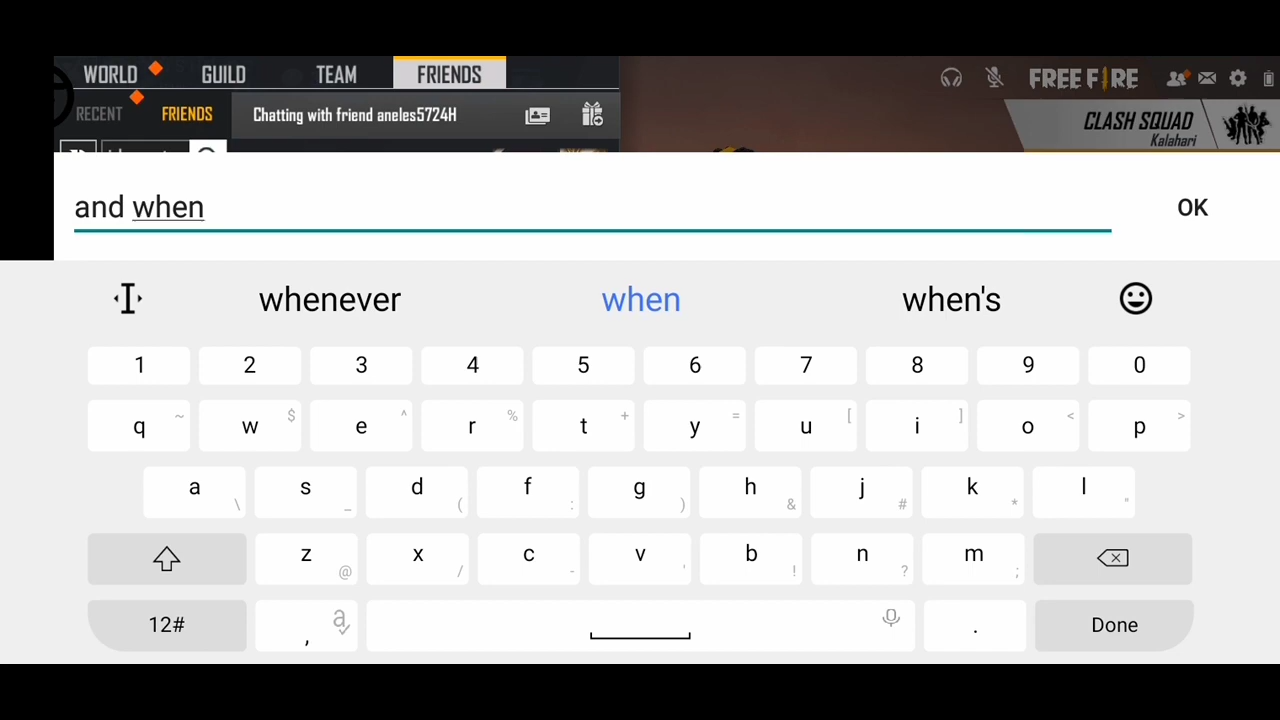 WORLD GUILD TEAM FRIENDS
FREE FIRE
RECENT FRIENDS Chatting with friend aneles5724H
CLASH SQUAD
Kalahari
and when OK
whenever when when's
1 2 3 4 5 6 7 8 9 0
q ~ w $ e ^ r % t + y = u [ i ] o < p >
a \ s _ d ( f : g ) h & j # k * l "
z @ x / c - v ' b ! n ? m ;
12# , a . Done